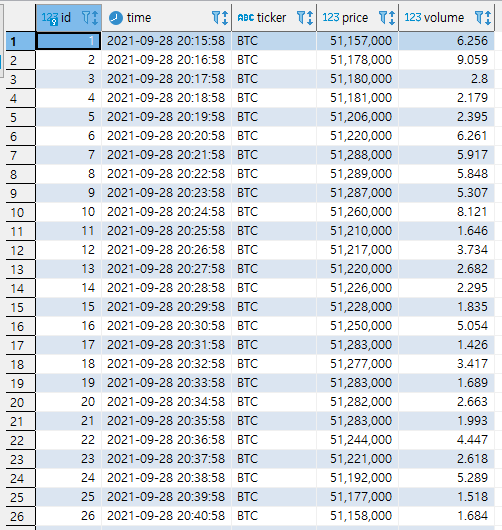 123 id time ABC ticker 123 price 123 volume
1 1 2021-09-28 20:15:58 BTC 51,157,000 6.256
2 2 2021-09-28 20:16:58 BTC 51,178,000 9.059
3 3 2021-09-28 20:17:58 BTC 51,180,000 2.8
4 4 2021-09-28 20:18:58 BTC 51,181,000 2.179
5 5 2021-09-28 20:19:58 BTC 51,206,000 2.395
6 6 2021-09-28 20:20:58 BTC 51,220,000 6.261
7 7 2021-09-28 20:21:58 BTC 51,288,000 5.917
8 8 2021-09-28 20:22:58 BTC 51,289,000 5.848
9 9 2021-09-28 20:23:58 BTC 51,287,000 5.307
10 10 2021-09-28 20:24:58 BTC 51,260,000 8.121
11 11 2021-09-28 20:25:58 BTC 51,210,000 1.646
12 12 2021-09-28 20:26:58 BTC 51,217,000 3.734
13 13 2021-09-28 20:27:58 BTC 51,220,000 2.682
14 14 2021-09-28 20:28:58 BTC 51,226,000 2.295
15 15 2021-09-28 20:29:58 BTC 51,228,000 1.835
16 16 2021-09-28 20:30:58 BTC 51,250,000 5.054
17 17 2021-09-28 20:31:58 BTC 51,283,000 1.426
18 18 2021-09-28 20:32:58 BTC 51,277,000 3.417
19 19 2021-09-28 20:33:58 BTC 51,283,000 1.689
20 20 2021-09-28 20:34:58 BTC 51,282,000 2.663
21 21 2021-09-28 20:35:58 BTC 51,283,000 1.993
22 22 2021-09-28 20:36:58 BTC 51,244,000 4.447
23 23 2021-09-28 20:37:58 BTC 51,221,000 2.618
24 24 2021-09-28 20:38:58 BTC 51,192,000 5.289
25 25 2021-09-28 20:39:58 BTC 51,177,000 1.518
26 26 2021-09-28 20:40:58 BTC 51,158,000 1.684